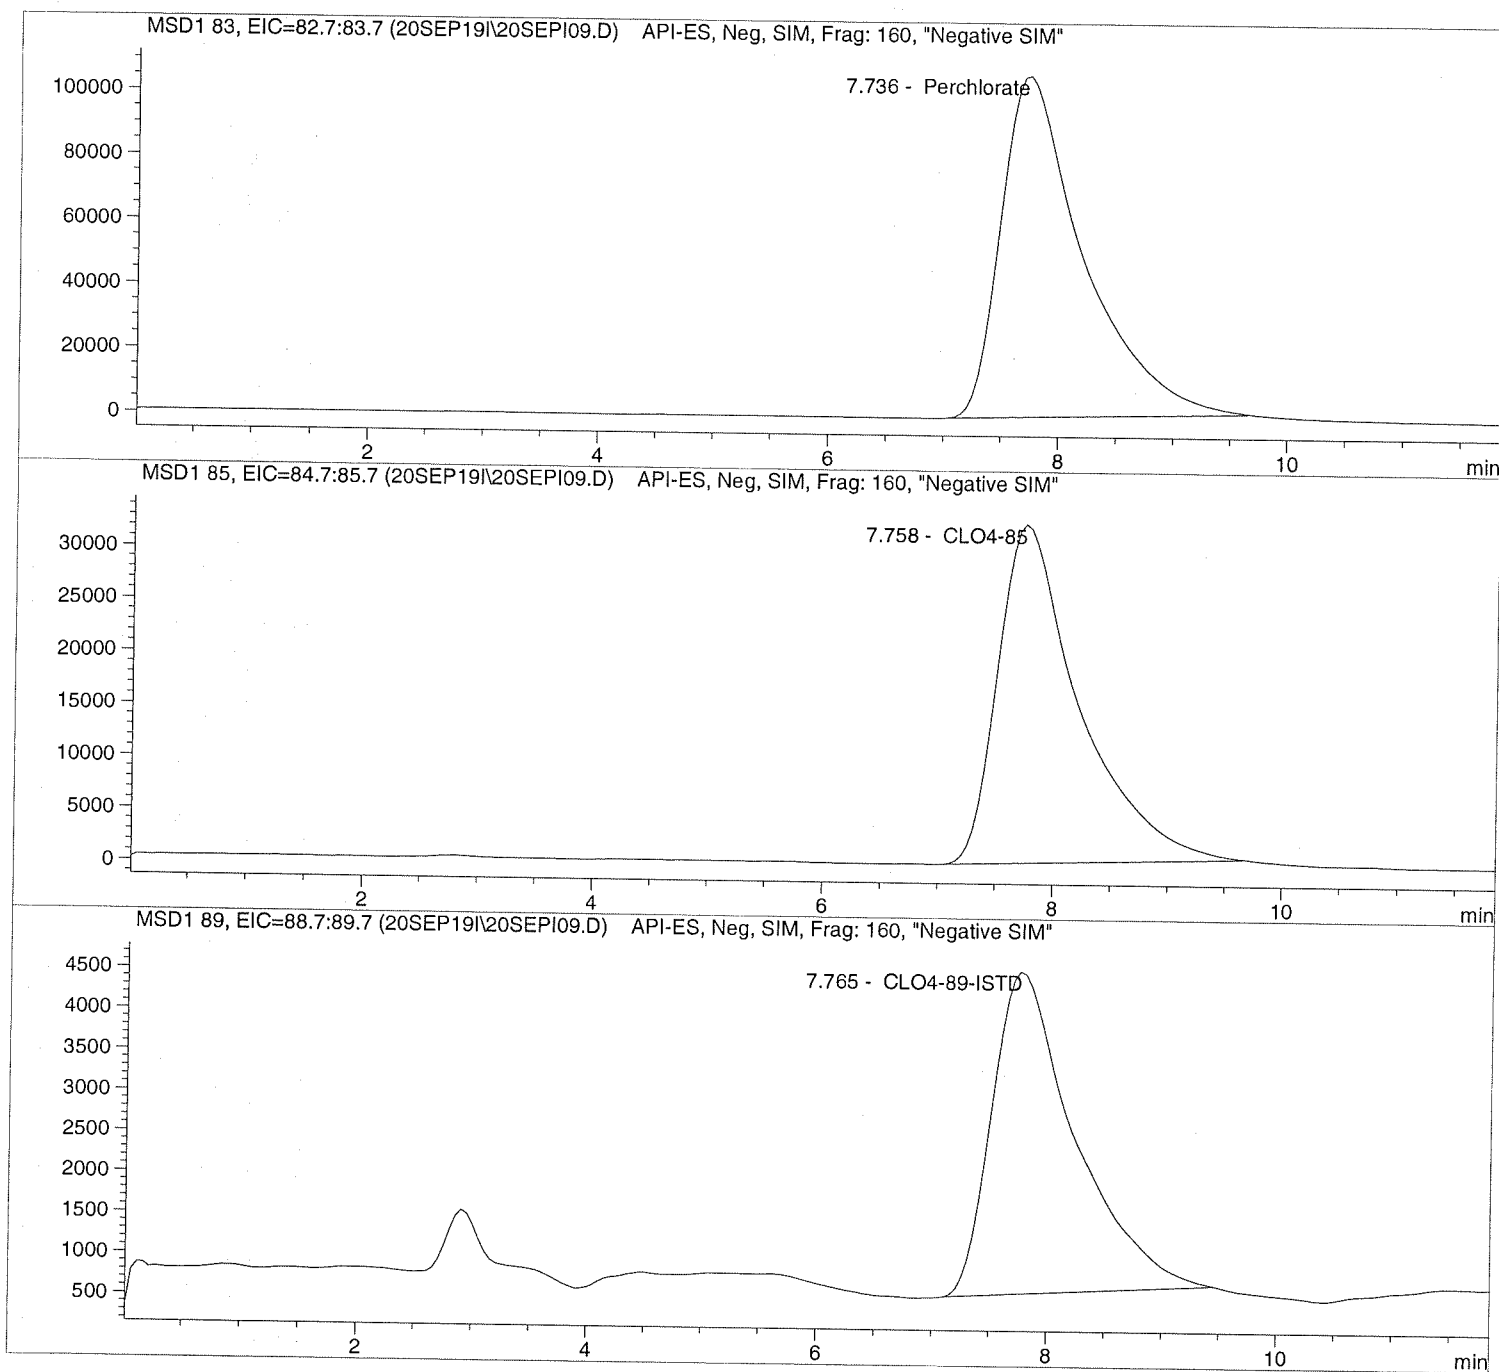 MSD1 83, EIC=82.7:83.7 (20SEP19I\20SEPI09.D) API-ES, Neg, SIM, Frag: 160, "Negative SIM"
7.736 - Perchlorate
100000
80000
60000
40000
20000
0
2 4 6 8 10 min
MSD1 85, EIC=84.7:85.7 (20SEP19I\20SEPI09.D) API-ES, Neg, SIM, Frag: 160, "Negative SIM"
7.758 - CLO4-85
30000
25000
20000
15000
10000
5000
0
2 4 6 8 10 min
MSD1 89, EIC=88.7:89.7 (20SEP19I\20SEPI09.D) API-ES, Neg, SIM, Frag: 160, "Negative SIM"
7.765 - CLO4-89-ISTD
4500
4000
3500
3000
2500
2000
1500
1000
500
2 4 6 8 10 min